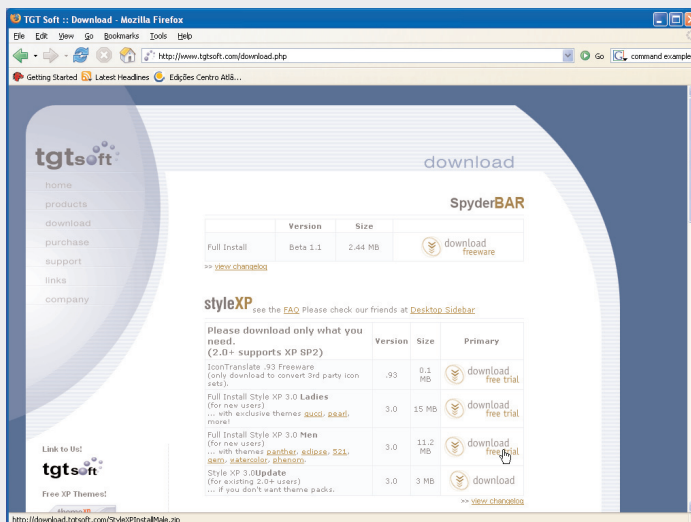 TGT Soft :: Download - Mozilla Firefox
File Edit View Go Bookmarks Tools Help
http://www.tgtsoft.com/download.php
Go
command example
Getting Started Latest Headlines Edições Centro Atlâ...
tgtsoft
download
home
products
download
purchase
support
links
company
SpyderBAR
Version Size
Full Install Beta 1.1 2.44 MB download
freeware
>> view changelog
styleXP see the FAQ Please check our friends at Desktop Sidebar
Please download only what you
need.
(2.0+ supports XP SP2)
Version Size Primary
IconTranslate .93 Freeware
(only download to convert 3rd party icon
sets).
.93 0.1
MB
download
free trial
Full Install Style XP 3.0 Ladies
(for new users)
... with exclusive themes gucci, pearl,
more!
3.0 15 MB download
free trial
Full Install Style XP 3.0 Men
(for new users)
... with themes panther, eclipse, 521,
gem, watercolor, phenom.
3.0 11.2
MB
download
free trial
Style XP 3.0Update
(for existing 2.0+ users)
... if you don't want theme packs.
3.0 3 MB download
>> view changelog
Link to Us!
tgtsoft
Free XP Themes!
themeXP
http://download.tgtsoft.com/StyleXPInstallMale.zip